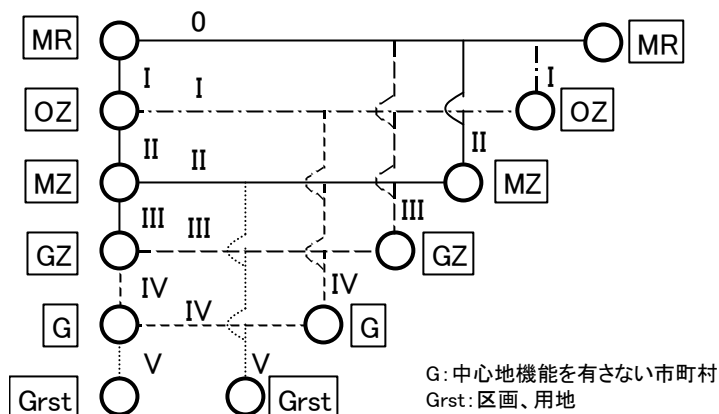 0
MR MR
I I I
OZ OZ
II II II
MZ MZ
III III III
GZ GZ
IV IV IV
G G
V V
Grst Grst
G:中心地機能を有さない市町村
Grst:区画、用地